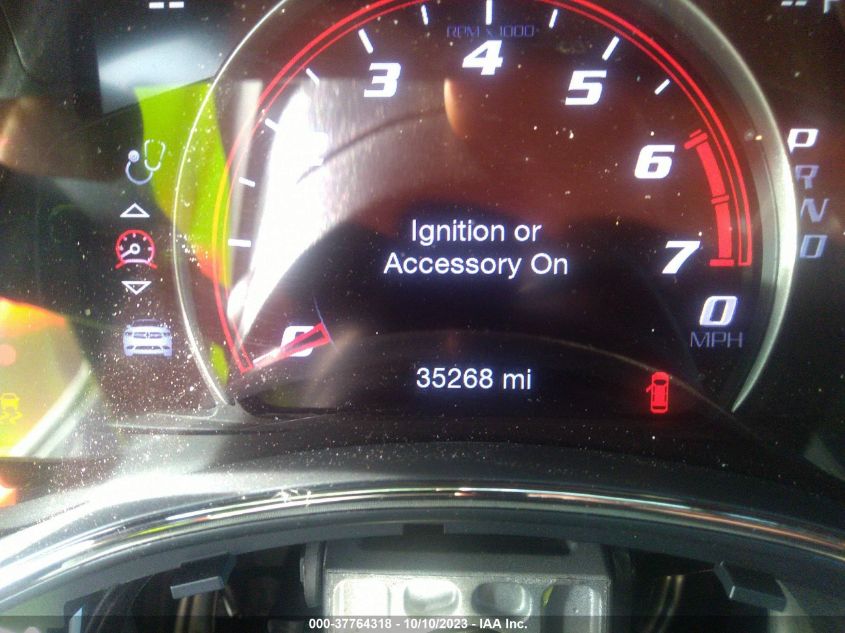 RPM x 1000
3
4
5
6
7
0
P
R
N
D
Ignition or
Accessory On
0
MPH
35268 mi
000-37764318 - 10/10/2023 - IAA Inc.